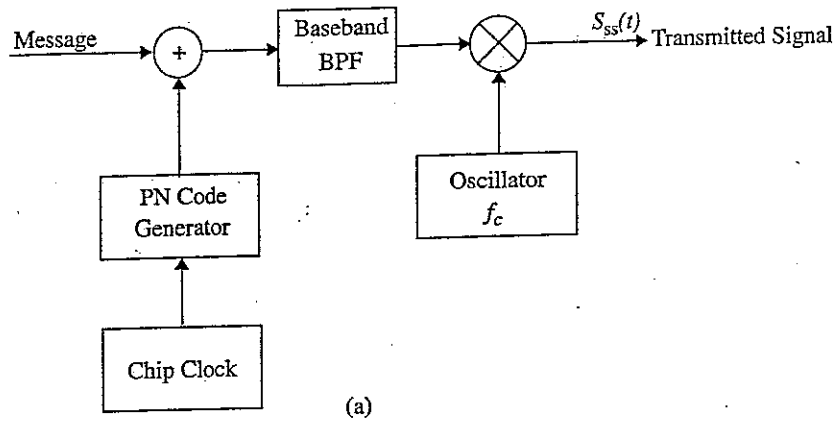 Message
+
Baseband
BPF
S_ss(t)
Transmitted Signal
PN Code
Generator
Oscillator
f_c
Chip Clock
(a)